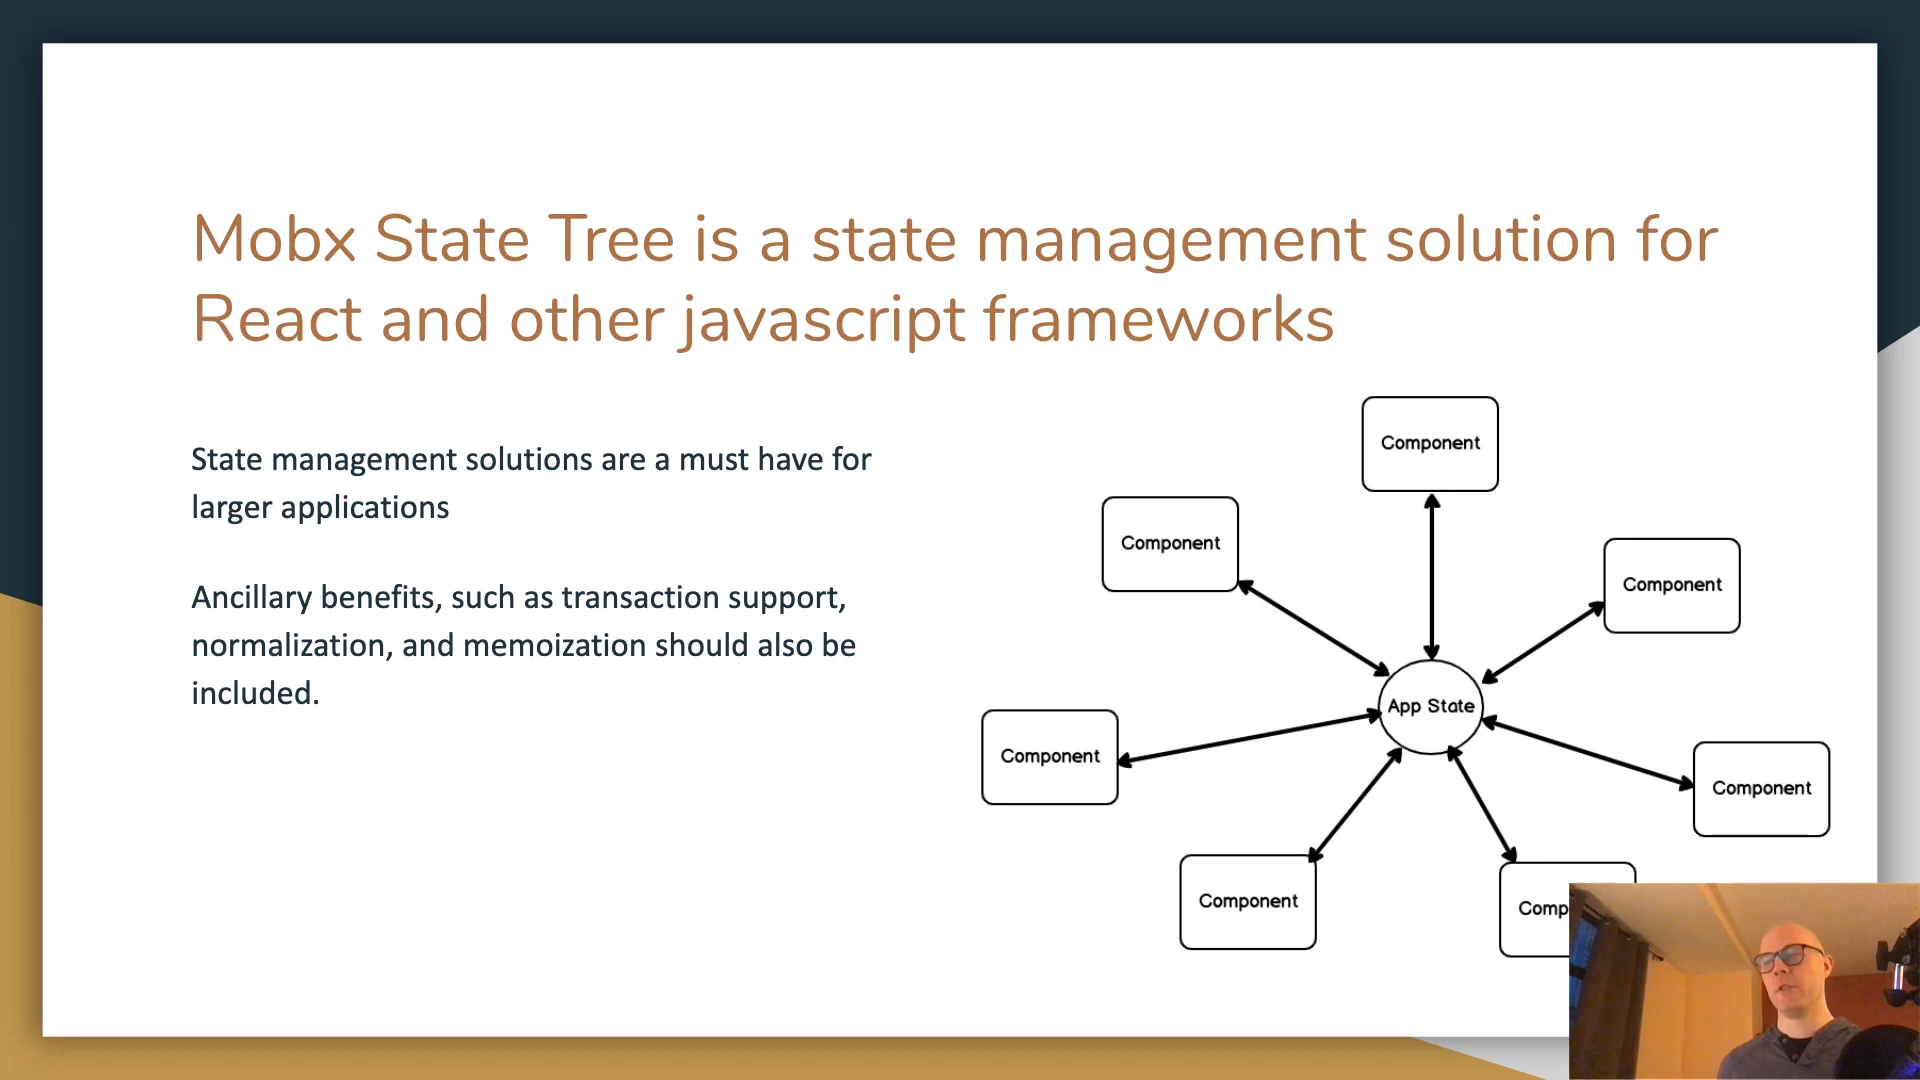 Mobx State Tree is a state management solution for
React and other javascript frameworks
State management solutions are a must have for
larger applications
Ancillary benefits, such as transaction support,
normalization, and memoization should also be
included.
Component
Component
Component
App State
Component
Component
Component
Comp